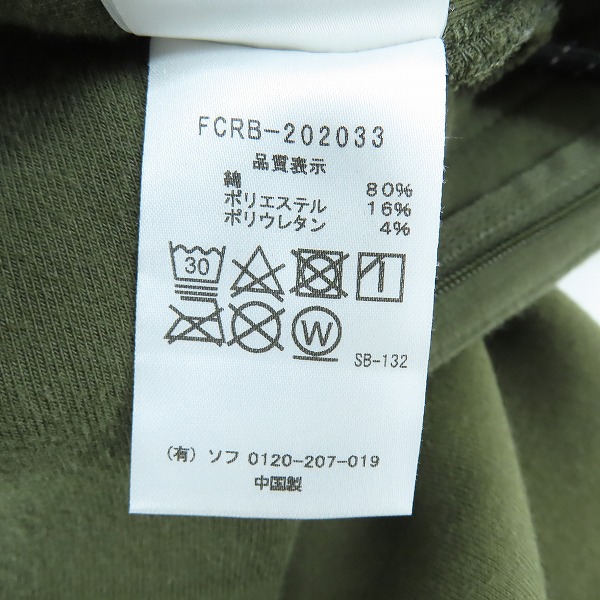 FCRB-202033
品質表示
綿 80%
ポリエステル 16%
ポリウレタン 4%
30
W
SB-132
(有) ソフ 0120-207-019
中国製